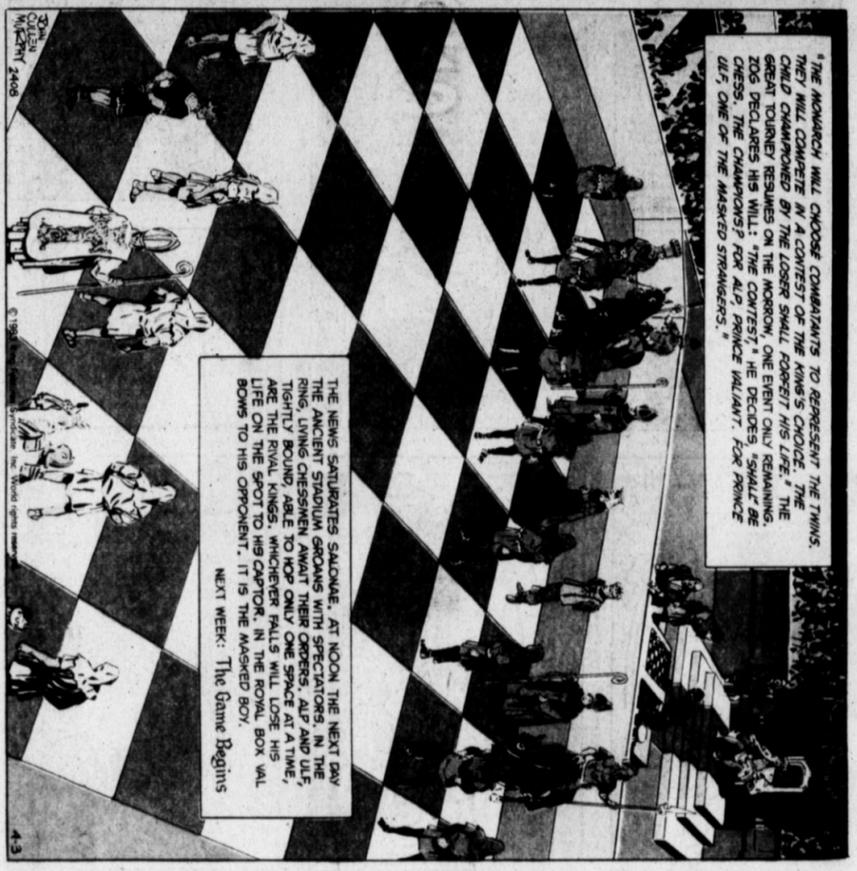 "THE MONARCH WILL CHOOSE COMBATANTS TO REPRESENT THE TWINS.
THEY WILL COMPETE IN A CONTEST OF THE KING'S CHOICE. THE
CHILD CHAMPIONED BY THE LOSER SHALL FORFEIT HIS LIFE." THE
GREAT TOURNEY RESUMES ON THE MORROW, ONE EVENT ONLY REMAINING.
ZOG DECLARES HIS WILL: "THE CONTEST," HE DECIDES, "SHALL BE
CHESS. THE CHAMPIONS? FOR ALP, PRINCE VALIANT. FOR PRINCE
ULF, ONE OF THE MASKED STRANGERS."
THE NEWS SATURATES SALONAE. AT NOON THE NEXT DAY
THE ANCIENT STADIUM GROANS WITH SPECTATORS. IN THE
RING, LIVING CHESSMEN AWAIT THEIR ORDERS. ALP AND ULF,
TIGHTLY BOUND, ABLE TO HOP ONLY ONE SPACE AT A TIME,
ARE THE RIVAL KINGS. WHICHEVER FALLS WILL LOSE HIS
LIFE ON THE SPOT TO HIS CAPTOR. IN THE ROYAL BOX VAL
BOWS TO HIS OPPONENT. IT IS THE MASKED BOY.
NEXT WEEK: The Game Begins
JOHN
CULLEN
MURPHY 2408
© Syndicate, Inc. World rights
4-3